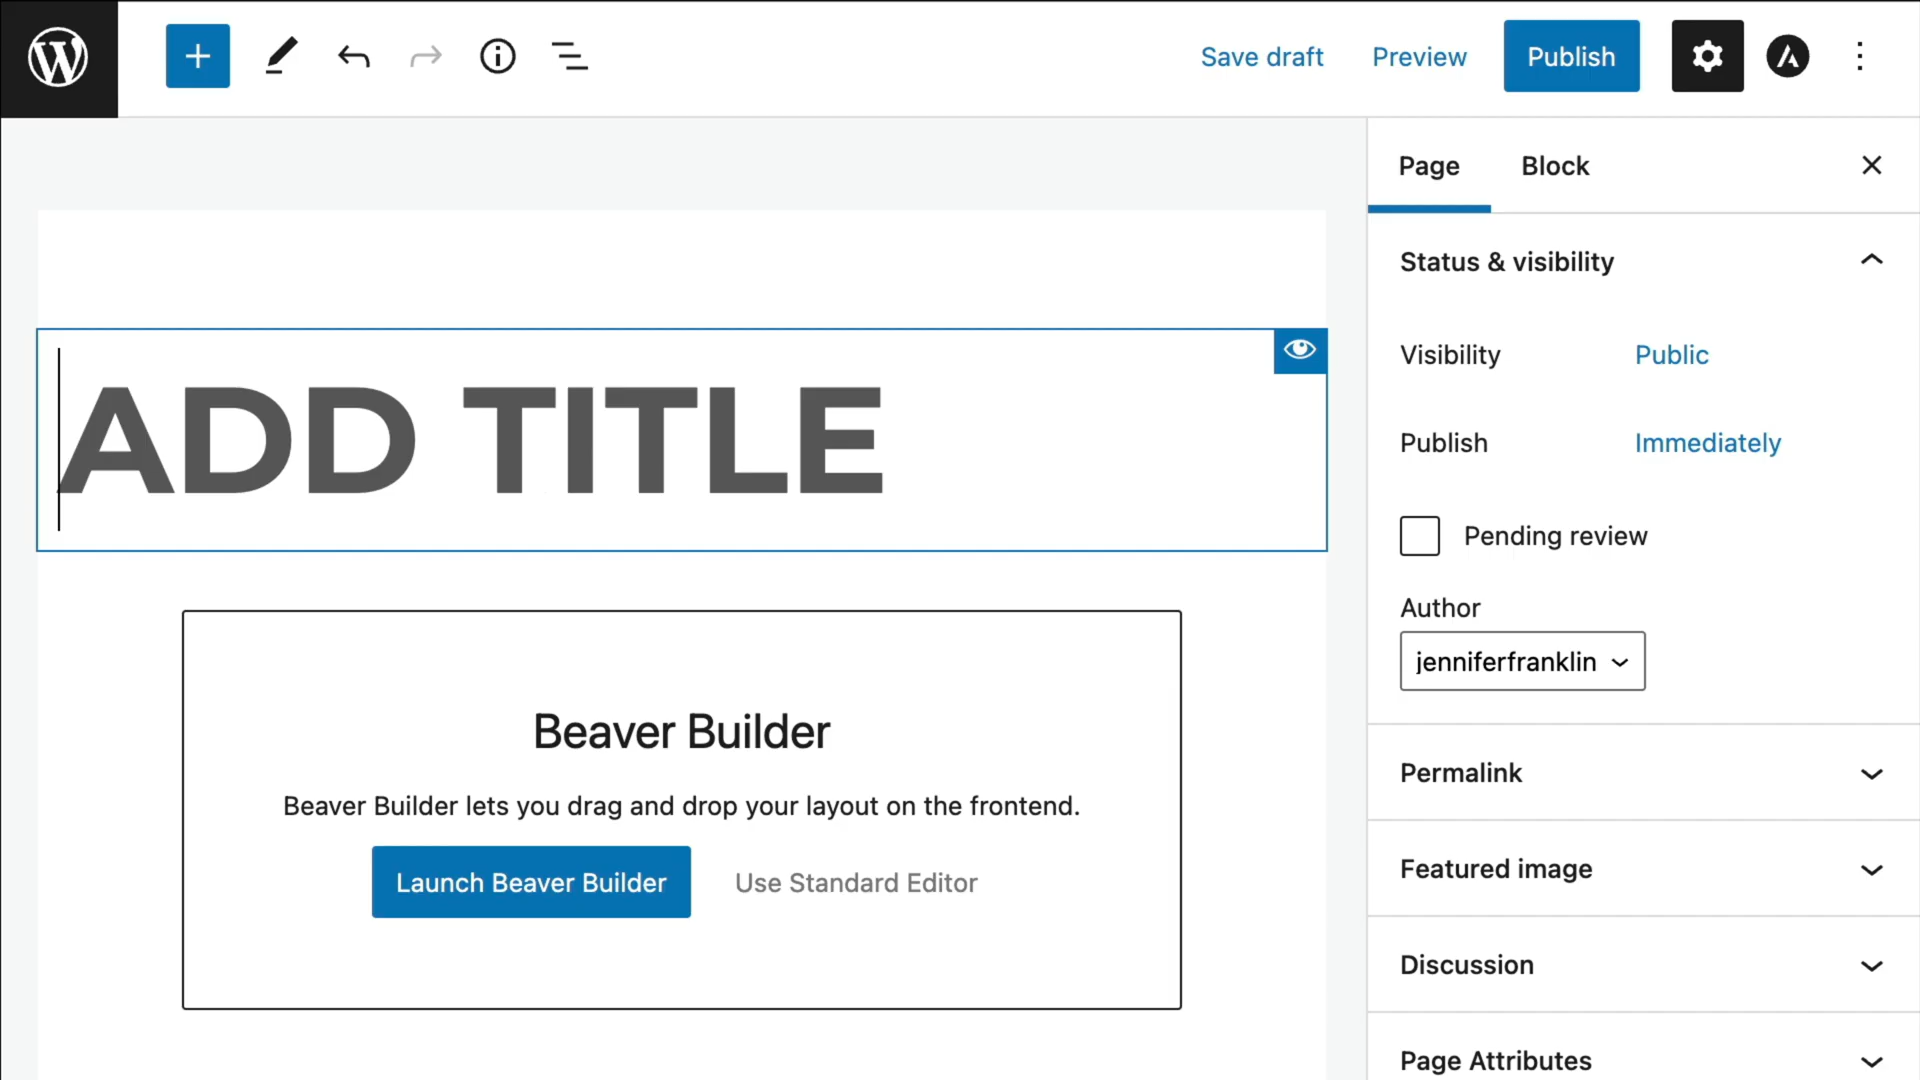 Save draft
Preview
Publish
Page
Block
Status & visibility
Visibility
Public
Publish
Immediately
Pending review
Author
jenniferfranklin
Permalink
Featured image
Discussion
Page Attributes
ADD TITLE
Beaver Builder
Beaver Builder lets you drag and drop your layout on the frontend.
Launch Beaver Builder
Use Standard Editor